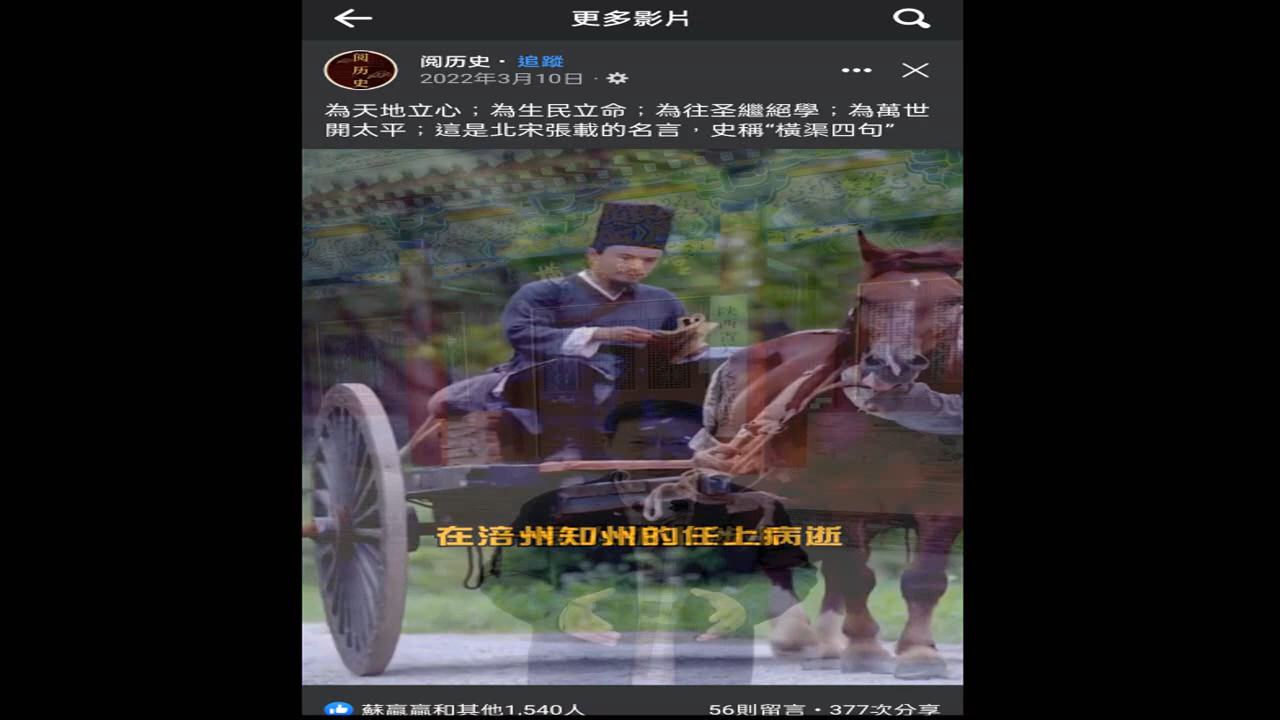 更多影片
阅历史
阅历史· 追蹤
2022年3月10日 ·
為天地立心；為生民立命；為往圣繼絕學；為萬世
開太平；這是北宋張載的名言，史稱“橫渠四句”
在涪州知州的任上病逝
蘇贏贏和其他1,540人
56則留言·377次分享